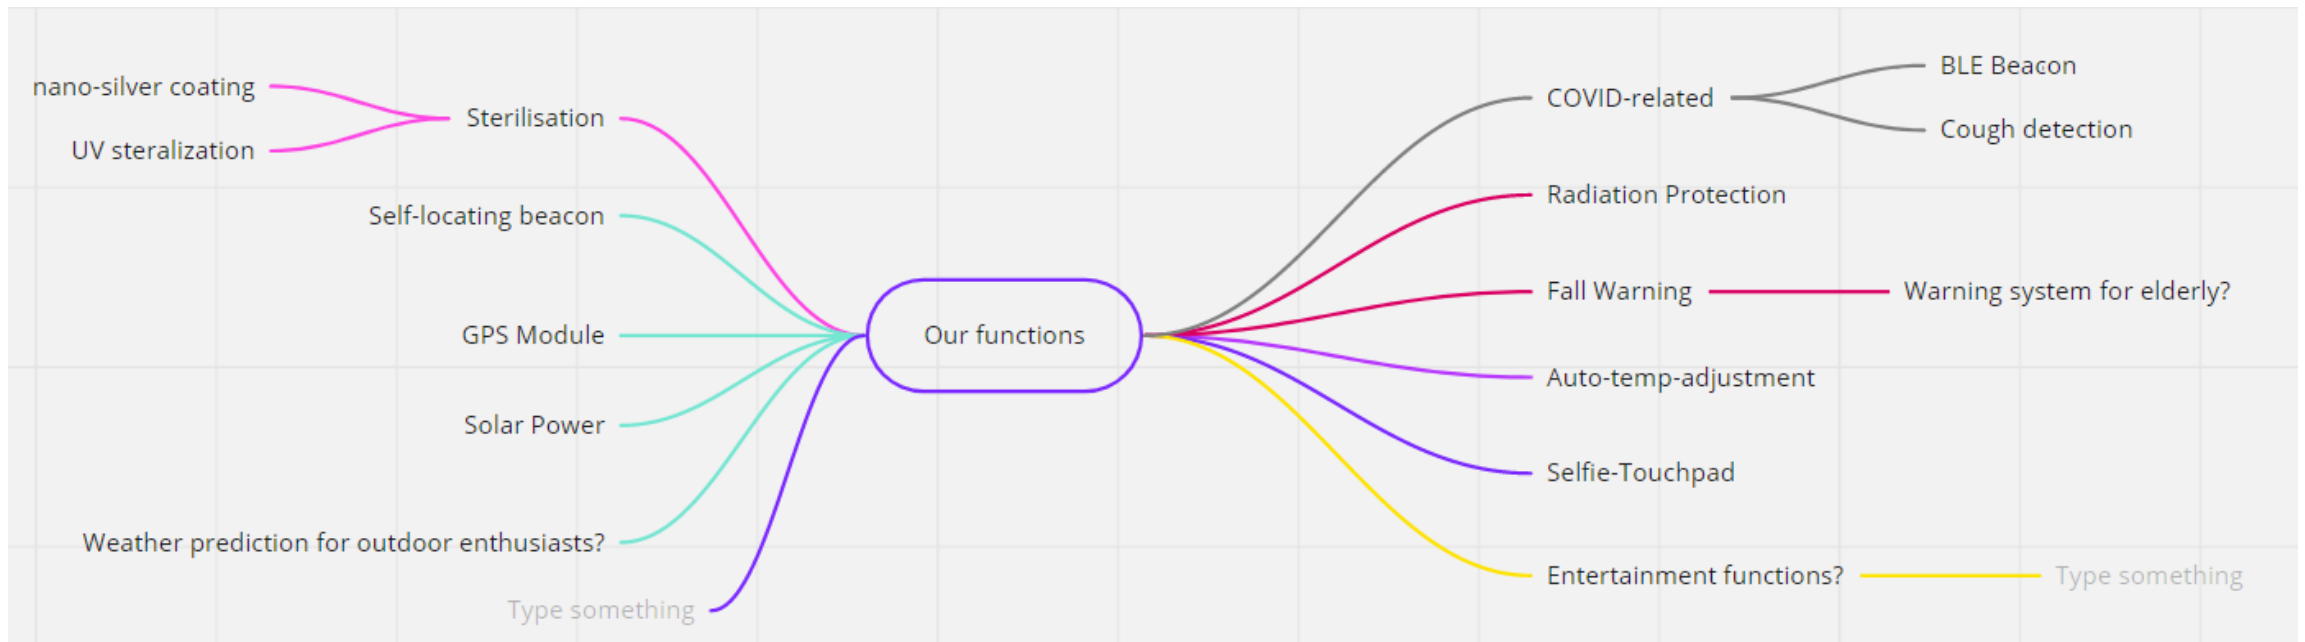 nano-silver coating
UV steralization
Sterilisation
Self-locating beacon
GPS Module
Solar Power
Weather prediction for outdoor enthusiasts?
Type something
Our functions
COVID-related
BLE Beacon
Cough detection
Radiation Protection
Fall Warning
Warning system for elderly?
Auto-temp-adjustment
Selfie-Touchpad
Entertainment functions?
Type something